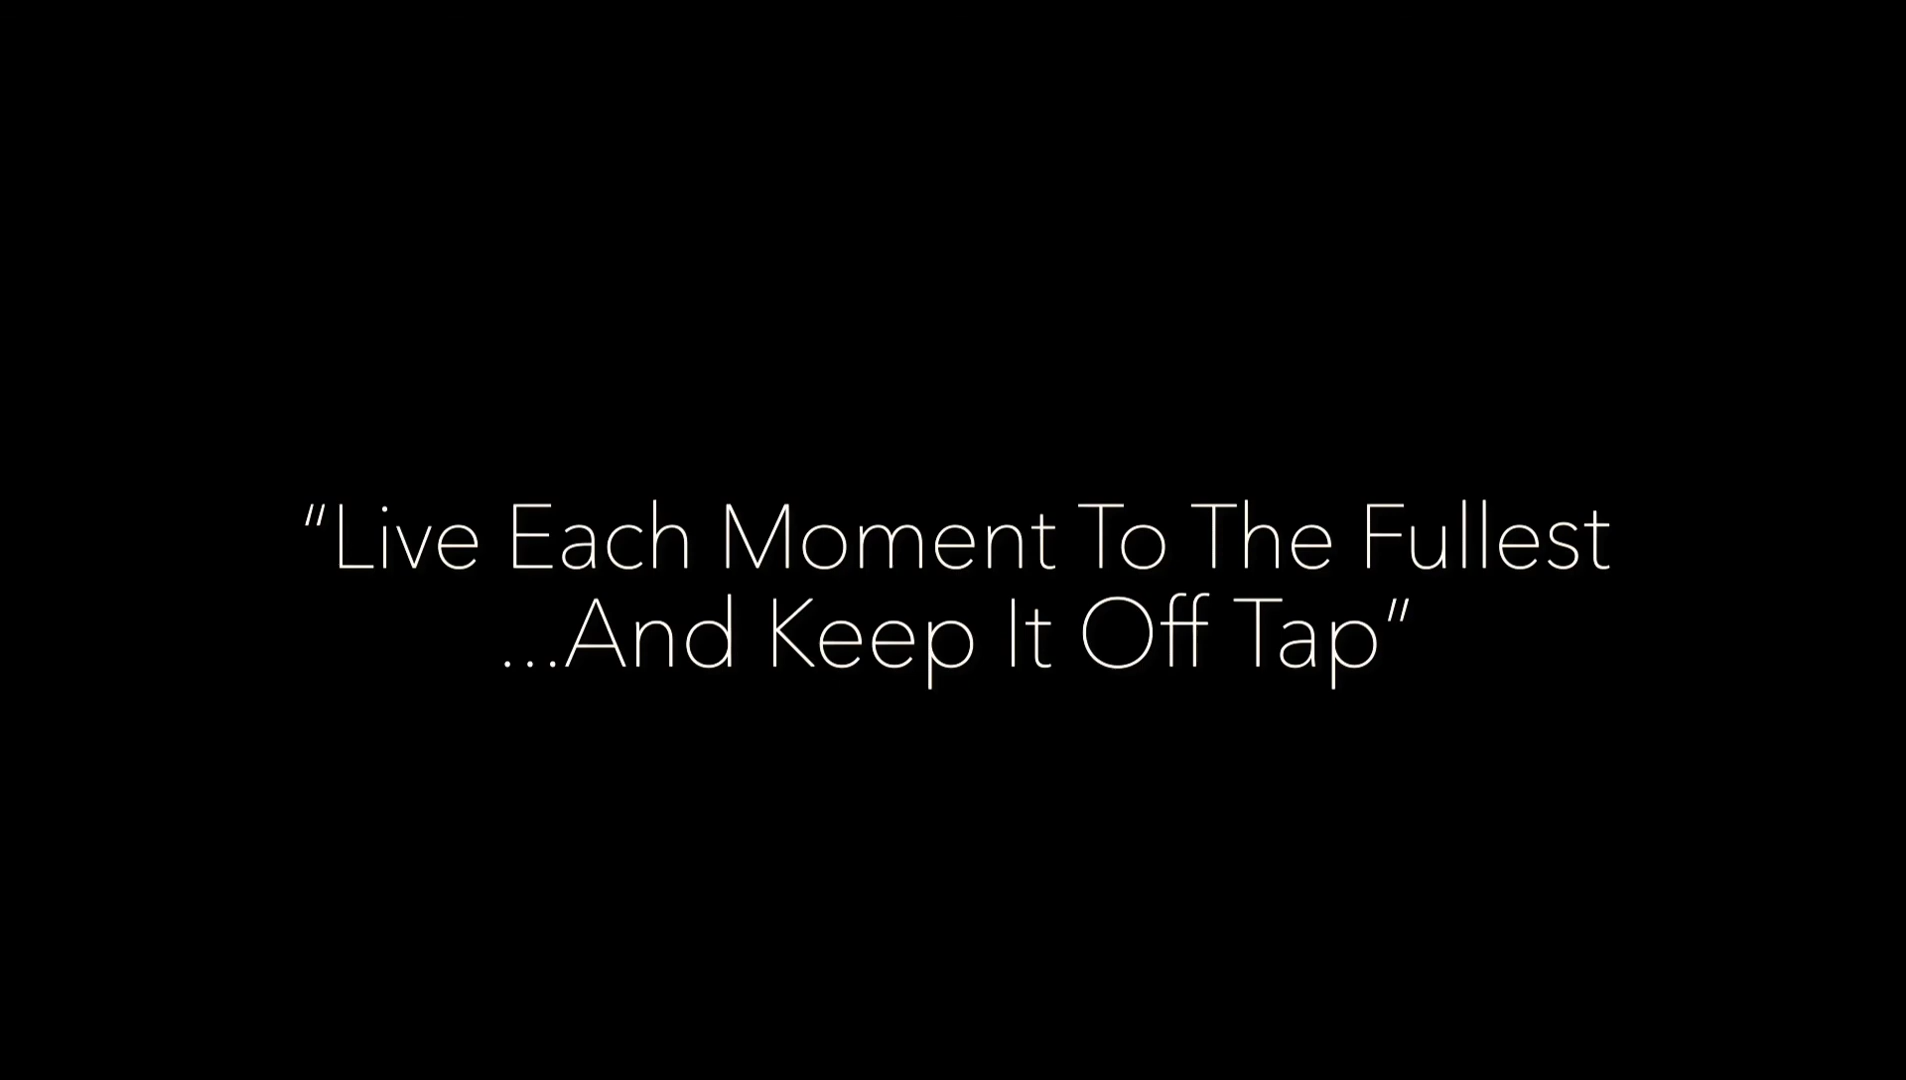 “Live Each Moment To The Fullest
...And Keep It Off Tap”